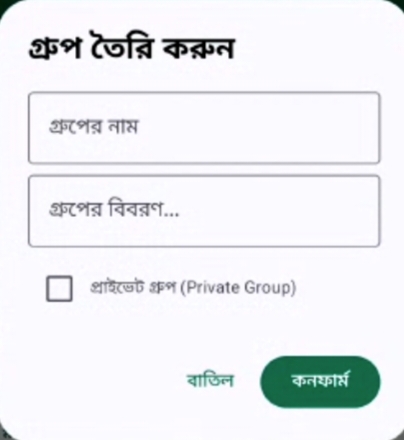 গ্রুপ তৈরি করুন
গ্রুপের নাম
গ্রুপের বিবরণ...
প্রাইভেট গ্রুপ (Private Group)
বাতিল
কনফার্ম